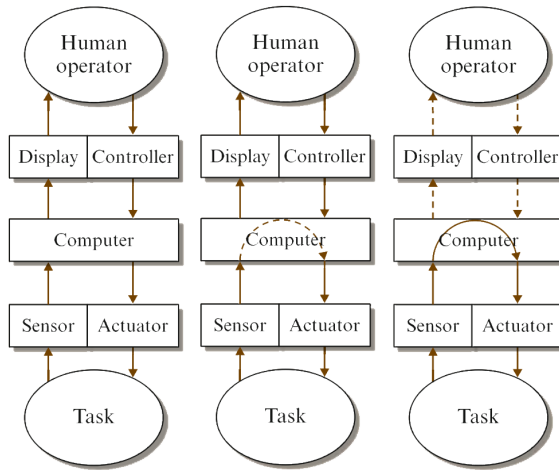 Human
operator
Display
Controller
Computer
Sensor
Actuator
Task
Human
operator
Display
Controller
Computer
Sensor
Actuator
Task
Human
operator
Display
Controller
Computer
Sensor
Actuator
Task